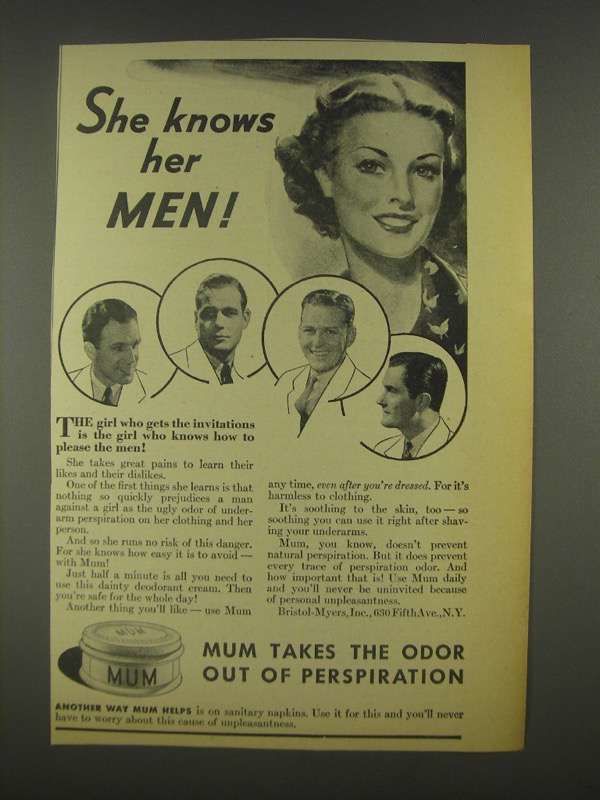 She knows
her
MEN!
THE girl who gets the invitations
is the girl who knows how to
please the men!
She takes great pains to learn their
likes and their dislikes.
One of the first things she learns is that
nothing so quickly prejudices a man
against a girl as the ugly odor of under-
arm perspiration on her clothing and her
person.
And so she runs no risk of this danger.
For she knows how easy it is to avoid—
with Mum!
Just half a minute is all you need to
use this dainty deodorant cream. Then
you're safe for the whole day!
Another thing you'll like—use Mum
any time, even after you're dressed. For it's
harmless to clothing.
It's soothing to the skin, too—so
soothing you can use it right after shav-
ing your underarms.
Mum, you know, doesn't prevent
natural perspiration. But it does prevent
every trace of perspiration odor. And
how important that is! Use Mum daily
and you'll never be uninvited because
of personal unpleasantness.
Bristol-Myers, Inc., 630 Fifth Ave., N.Y.
MUM
MUM
MUM TAKES THE ODOR
OUT OF PERSPIRATION
ANOTHER WAY MUM HELPS is on sanitary napkins. Use it for this and you'll never
have to worry about this cause of unpleasantness.